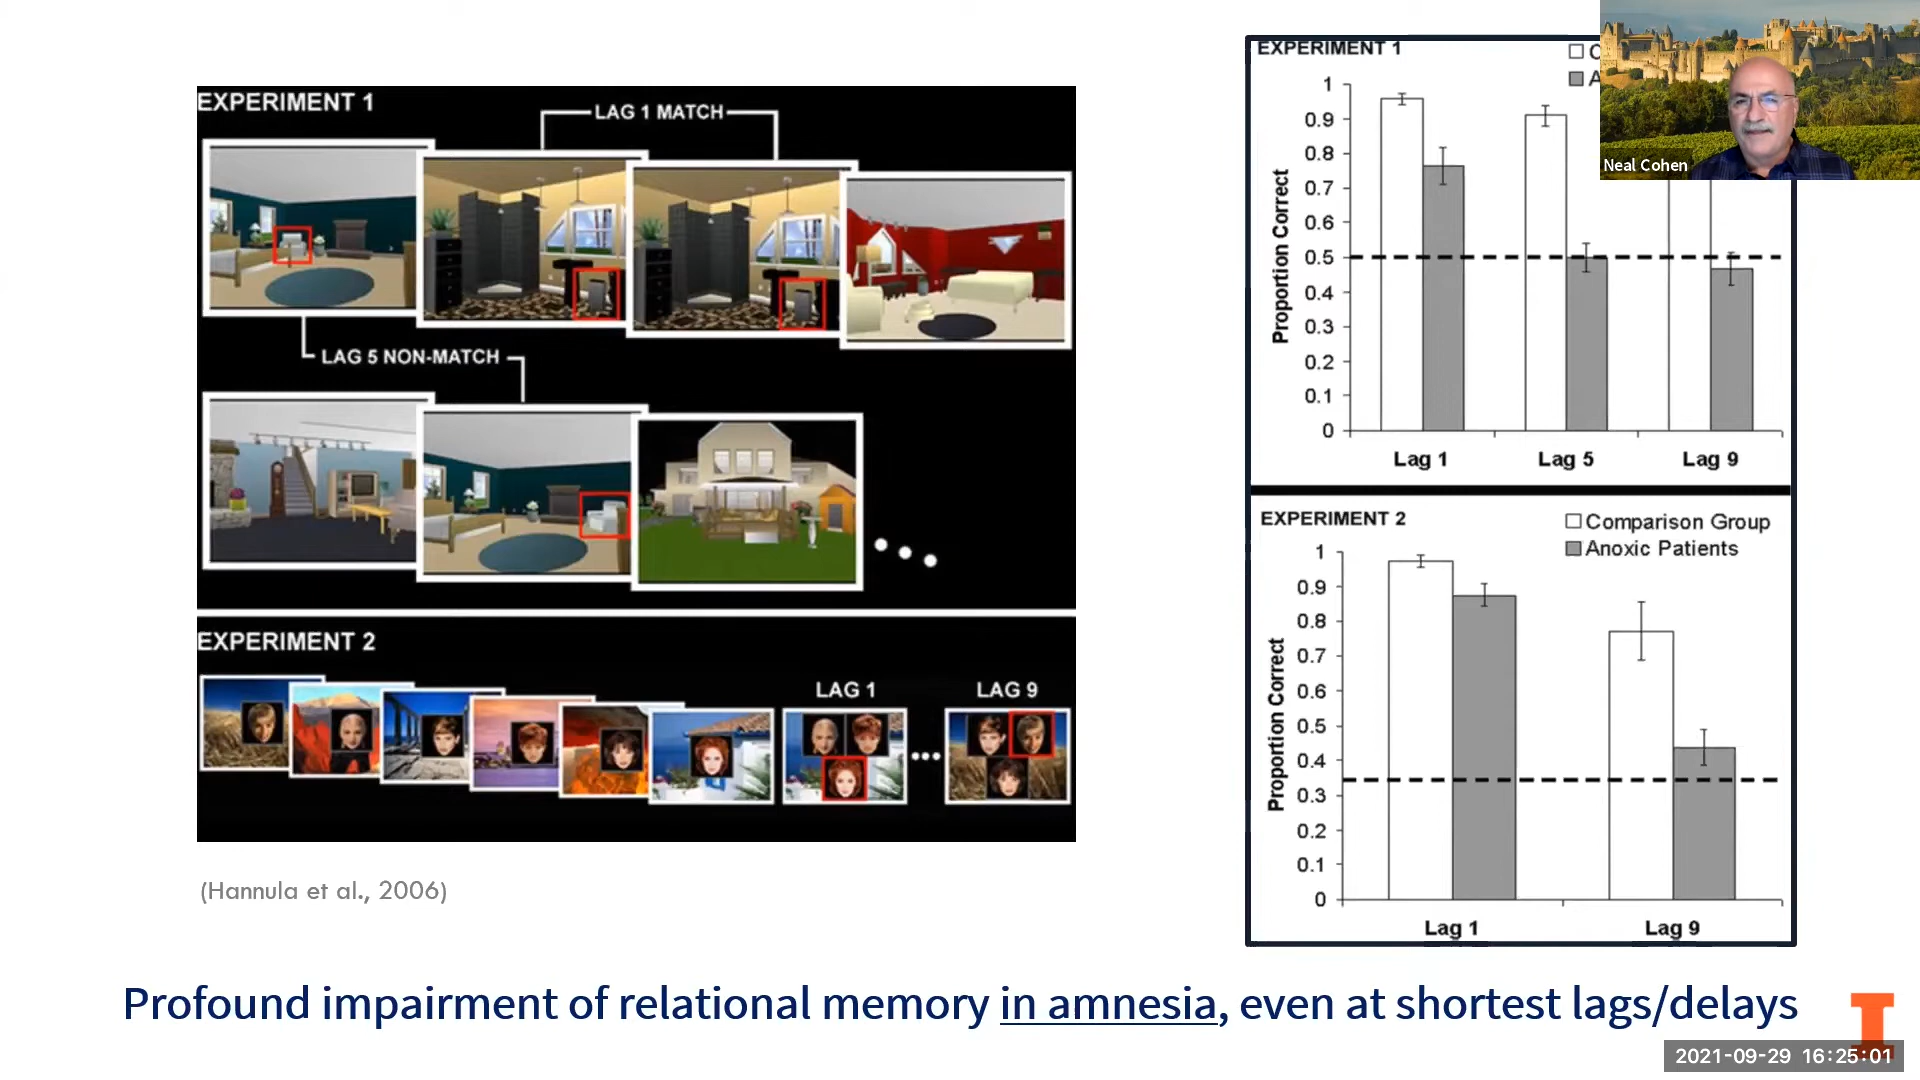 EXPERIMENT 1
LAG 1 MATCH
LAG 5 NON-MATCH
EXPERIMENT 2
LAG 1
LAG 9
(Hannula et al., 2006)
EXPERIMENT 1
C
A
Proportion Correct
1
0.9
0.8
0.7
0.6
0.5
0.4
0.3
0.2
0.1
0
Lag 1
Lag 5
Lag 9
EXPERIMENT 2
Comparison Group
Anoxic Patients
Proportion Correct
1
0.9
0.8
0.7
0.6
0.5
0.4
0.3
0.2
0.1
0
Lag 1
Lag 9
Neal Cohen
Profound impairment of relational memory in amnesia, even at shortest lags/delays
I
2021-09-29 16:25:01